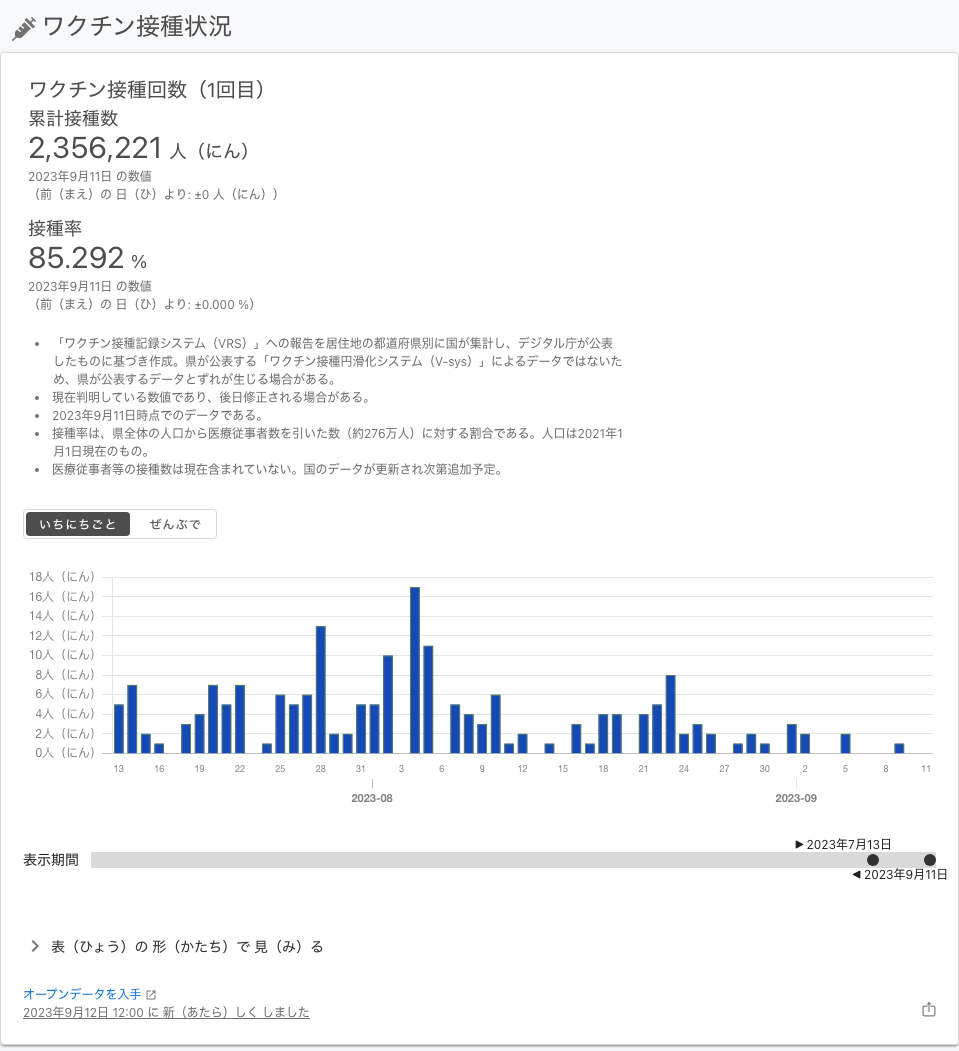 ワクチン接種状況
ワクチン接種回数（1回目）
累計接種数
2,356,221 人（にん）
2023年9月11日 の数値
（前（まえ）の 日（ひ）より: ±0 人（にん））
接種率
85.292 %
2023年9月11日 の数値
（前（まえ）の 日（ひ）より: ±0.000 %）
• 「ワクチン接種記録システム（VRS）」への報告を居住地の都道府県別に国が集計し、デジタル庁が公表
したものに基づき作成。県が公表する「ワクチン接種円滑化システム（V-sys）」によるデータではないた
め、県が公表するデータとずれが生じる場合がある。
• 現在判明している数値であり、後日修正される場合がある。
• 2023年9月11日時点でのデータである。
• 接種率は、県全体の人口から医療従事者数を引いた数（約276万人）に対する割合である。人口は2021年1
月1日現在のもの。
• 医療従事者等の接種数は現在含まれていない。国のデータが更新され次第追加予定。
いちにちごと ぜんぶで
18人（にん）
16人（にん）
14人（にん）
12人（にん）
10人（にん）
8人（にん）
6人（にん）
4人（にん）
2人（にん）
0人（にん）
13 16 19 22 25 28 31 3 6 9 12 15 18 21 24 27 30 2 5 8 11
2023-08 2023-09
▶ 2023年7月13日
表示期間
◀ 2023年9月11日
表（ひょう）の 形（かたち）で 見（み）る
オープンデータを入手
2023年9月12日 12:00 に 新（あたら）しく しました